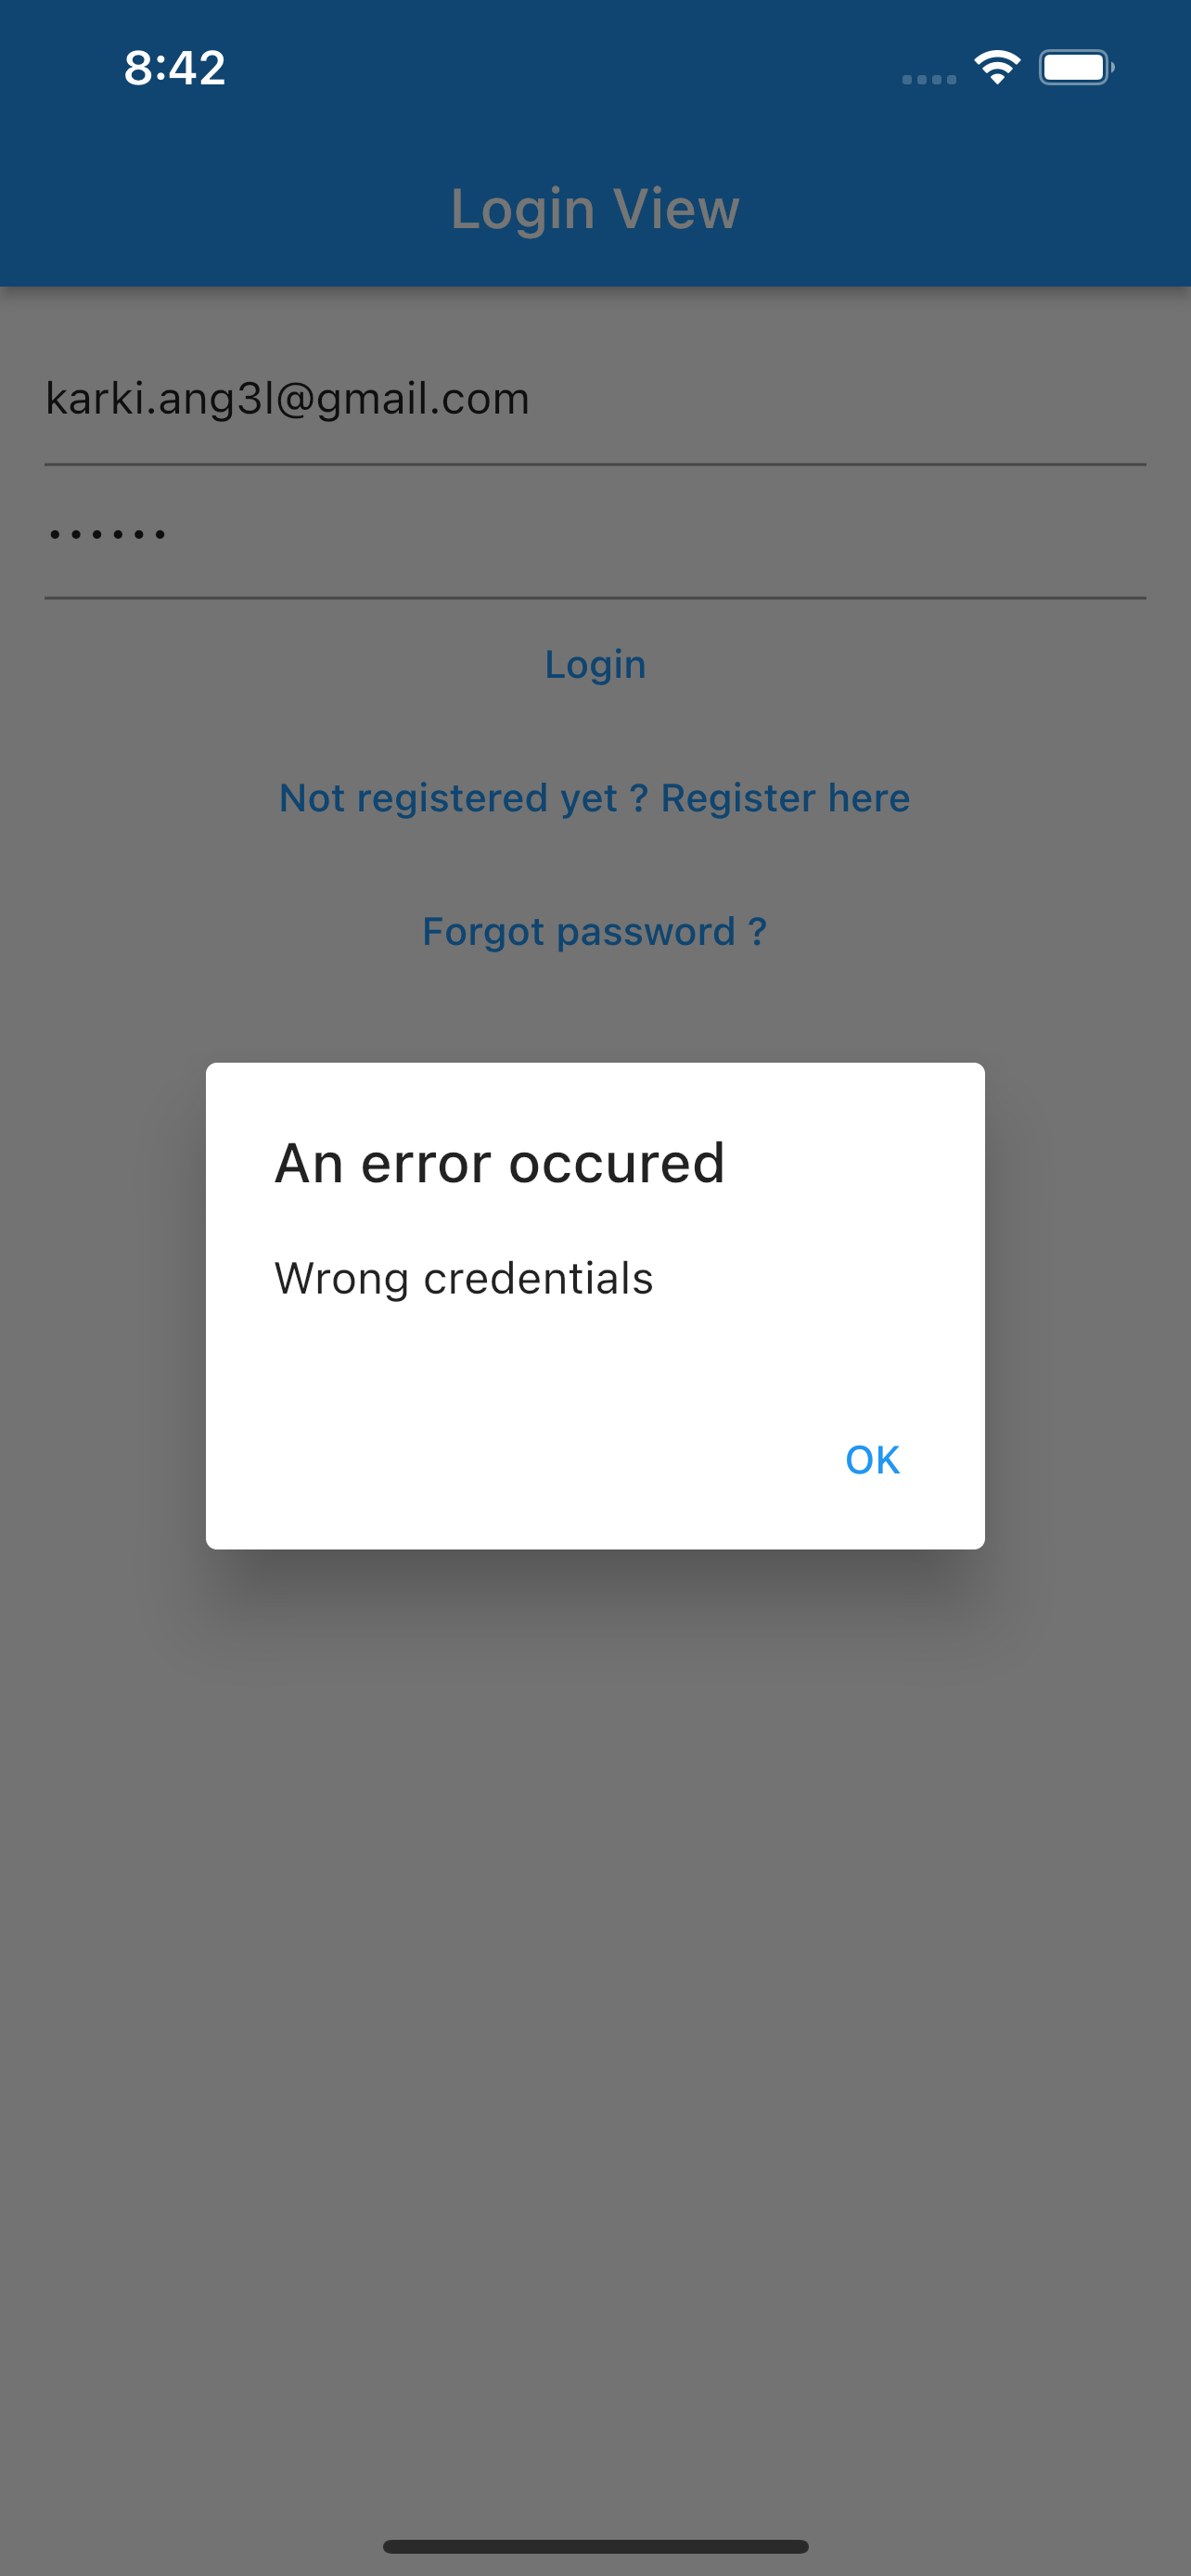 8:42
Login View
karki.ang3l@gmail.com
••••••
Login
Not registered yet ? Register here
Forgot password ?
An error occured
Wrong credentials
OK